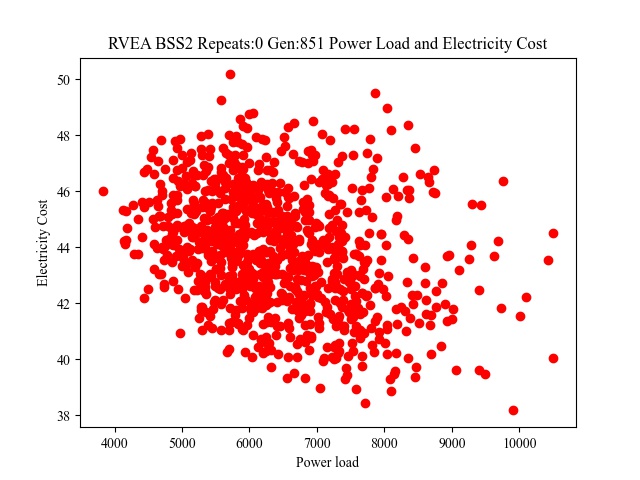 RVEA BSS2 Repeats:0 Gen:851 Power Load and Electricity Cost
50
48
46
44
42
40
38
Electricity Cost
4000 5000 6000 7000 8000 9000 10000
Power load